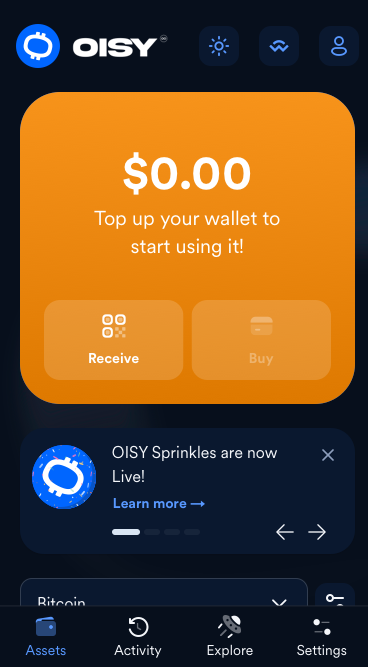 OISY
$0.00
Top up your wallet to
start using it!
Receive
Buy
OISY Sprinkles are now
Live!
Learn more →
Bitcoin
Assets
Activity
Explore
Settings